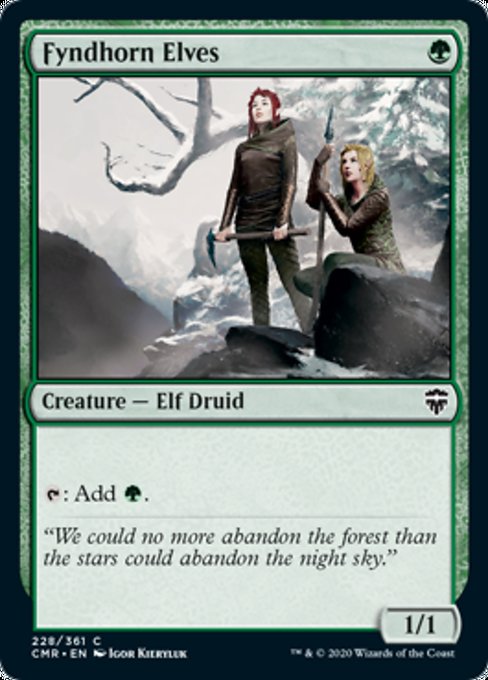 Fyndhorn Elves
Creature — Elf Druid
: Add .
“We could no more abandon the forest than
the stars could abandon the night sky.”
1/1
228/361 C
CMR • EN Igor Kieryluk
™ & © 2020 Wizards of the Coast